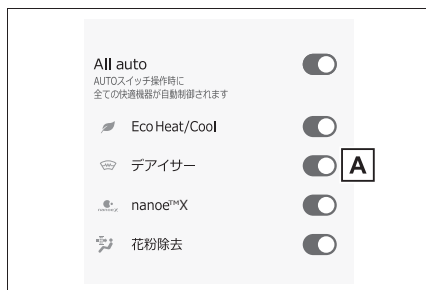 All auto
AUTOスイッチ操作時に
全ての快適機器が自動制御されます
Eco Heat/Cool
デアイサー
A
nanoe™X
花粉除去